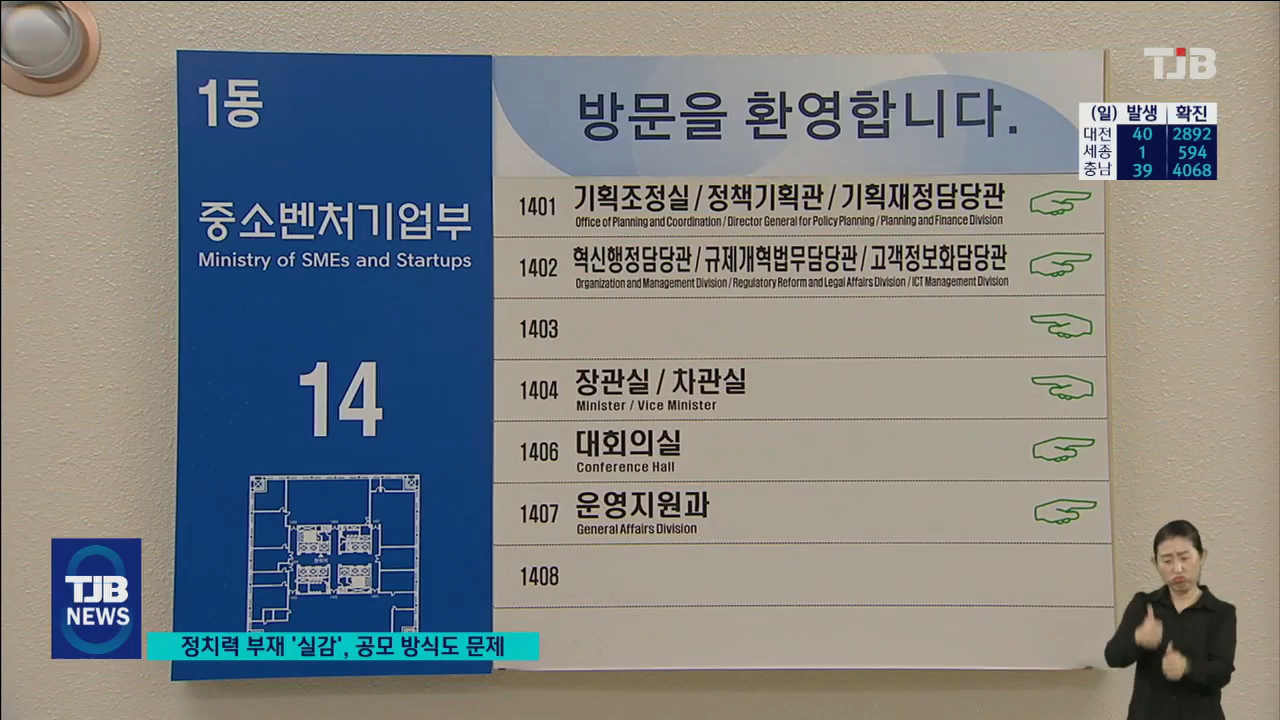 TJB
(일) 발생 확진
대전 40 2892
세종 1 594
충남 39 4068
1동
중소벤처기업부
Ministry of SMEs and Startups
14
방문을 환영합니다.
1401 기획조정실 / 정책기획관 / 기획재정담당관
Office of Planning and Coordination / Director General for Policy Planning / Planning and Finance Division
1402 혁신행정담당관 / 규제개혁법무담당관 / 고객정보화담당관
Organization and Management Division / Regulatory Reform and Legal Affairs Division / ICT Management Division
1403
1404 장관실 / 차관실
Minister / Vice Minister
1406 대회의실
Conference Hall
1407 운영지원과
General Affairs Division
1408
TJB
NEWS
정치력 부재 '실감', 공모 방식도 문제